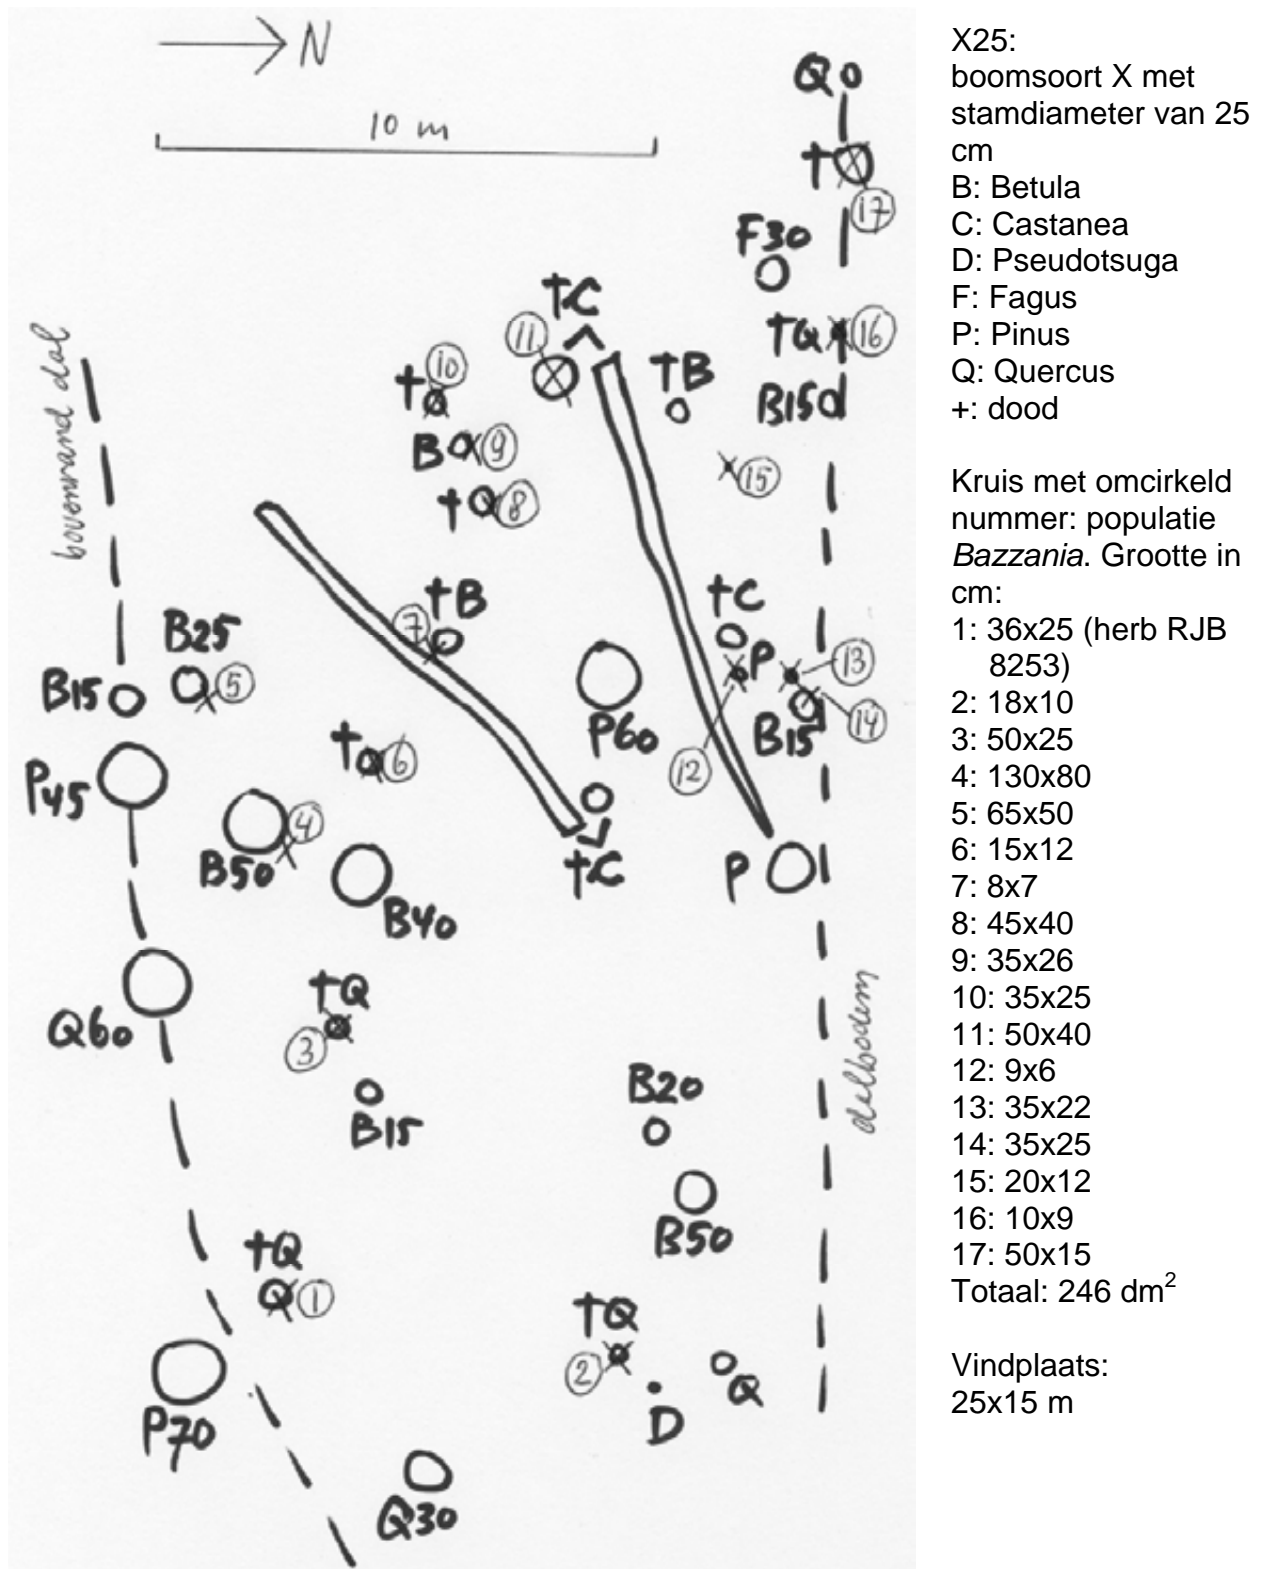 N
10 m
Q
†
17
F30
†C
11
†Q
16
†B
B15
10
†
B
9
†
8
15
bovenrand dal
†B
7
†C
B25
5
B15
P
13
P60
B15
14
12
†
6
P45
4
B50
B40
†C
P
†Q
3
Q60
B15
B20
dalbodem
B50
†Q
1
†Q
2
Q
D
P70
Q30
X25:
boomsoort X met
stamdiameter van 25
cm
B: Betula
C: Castanea
D: Pseudotsuga
F: Fagus
P: Pinus
Q: Quercus
+: dood
Kruis met omcirkeld
nummer: populatie
Bazzania. Grootte in
cm:
1: 36x25 (herb RJB
8253)
2: 18x10
3: 50x25
4: 130x80
5: 65x50
6: 15x12
7: 8x7
8: 45x40
9: 35x26
10: 35x25
11: 50x40
12: 9x6
13: 35x22
14: 35x25
15: 20x12
16: 10x9
17: 50x15
Totaal: 246 dm²
Vindplaats:
25x15 m